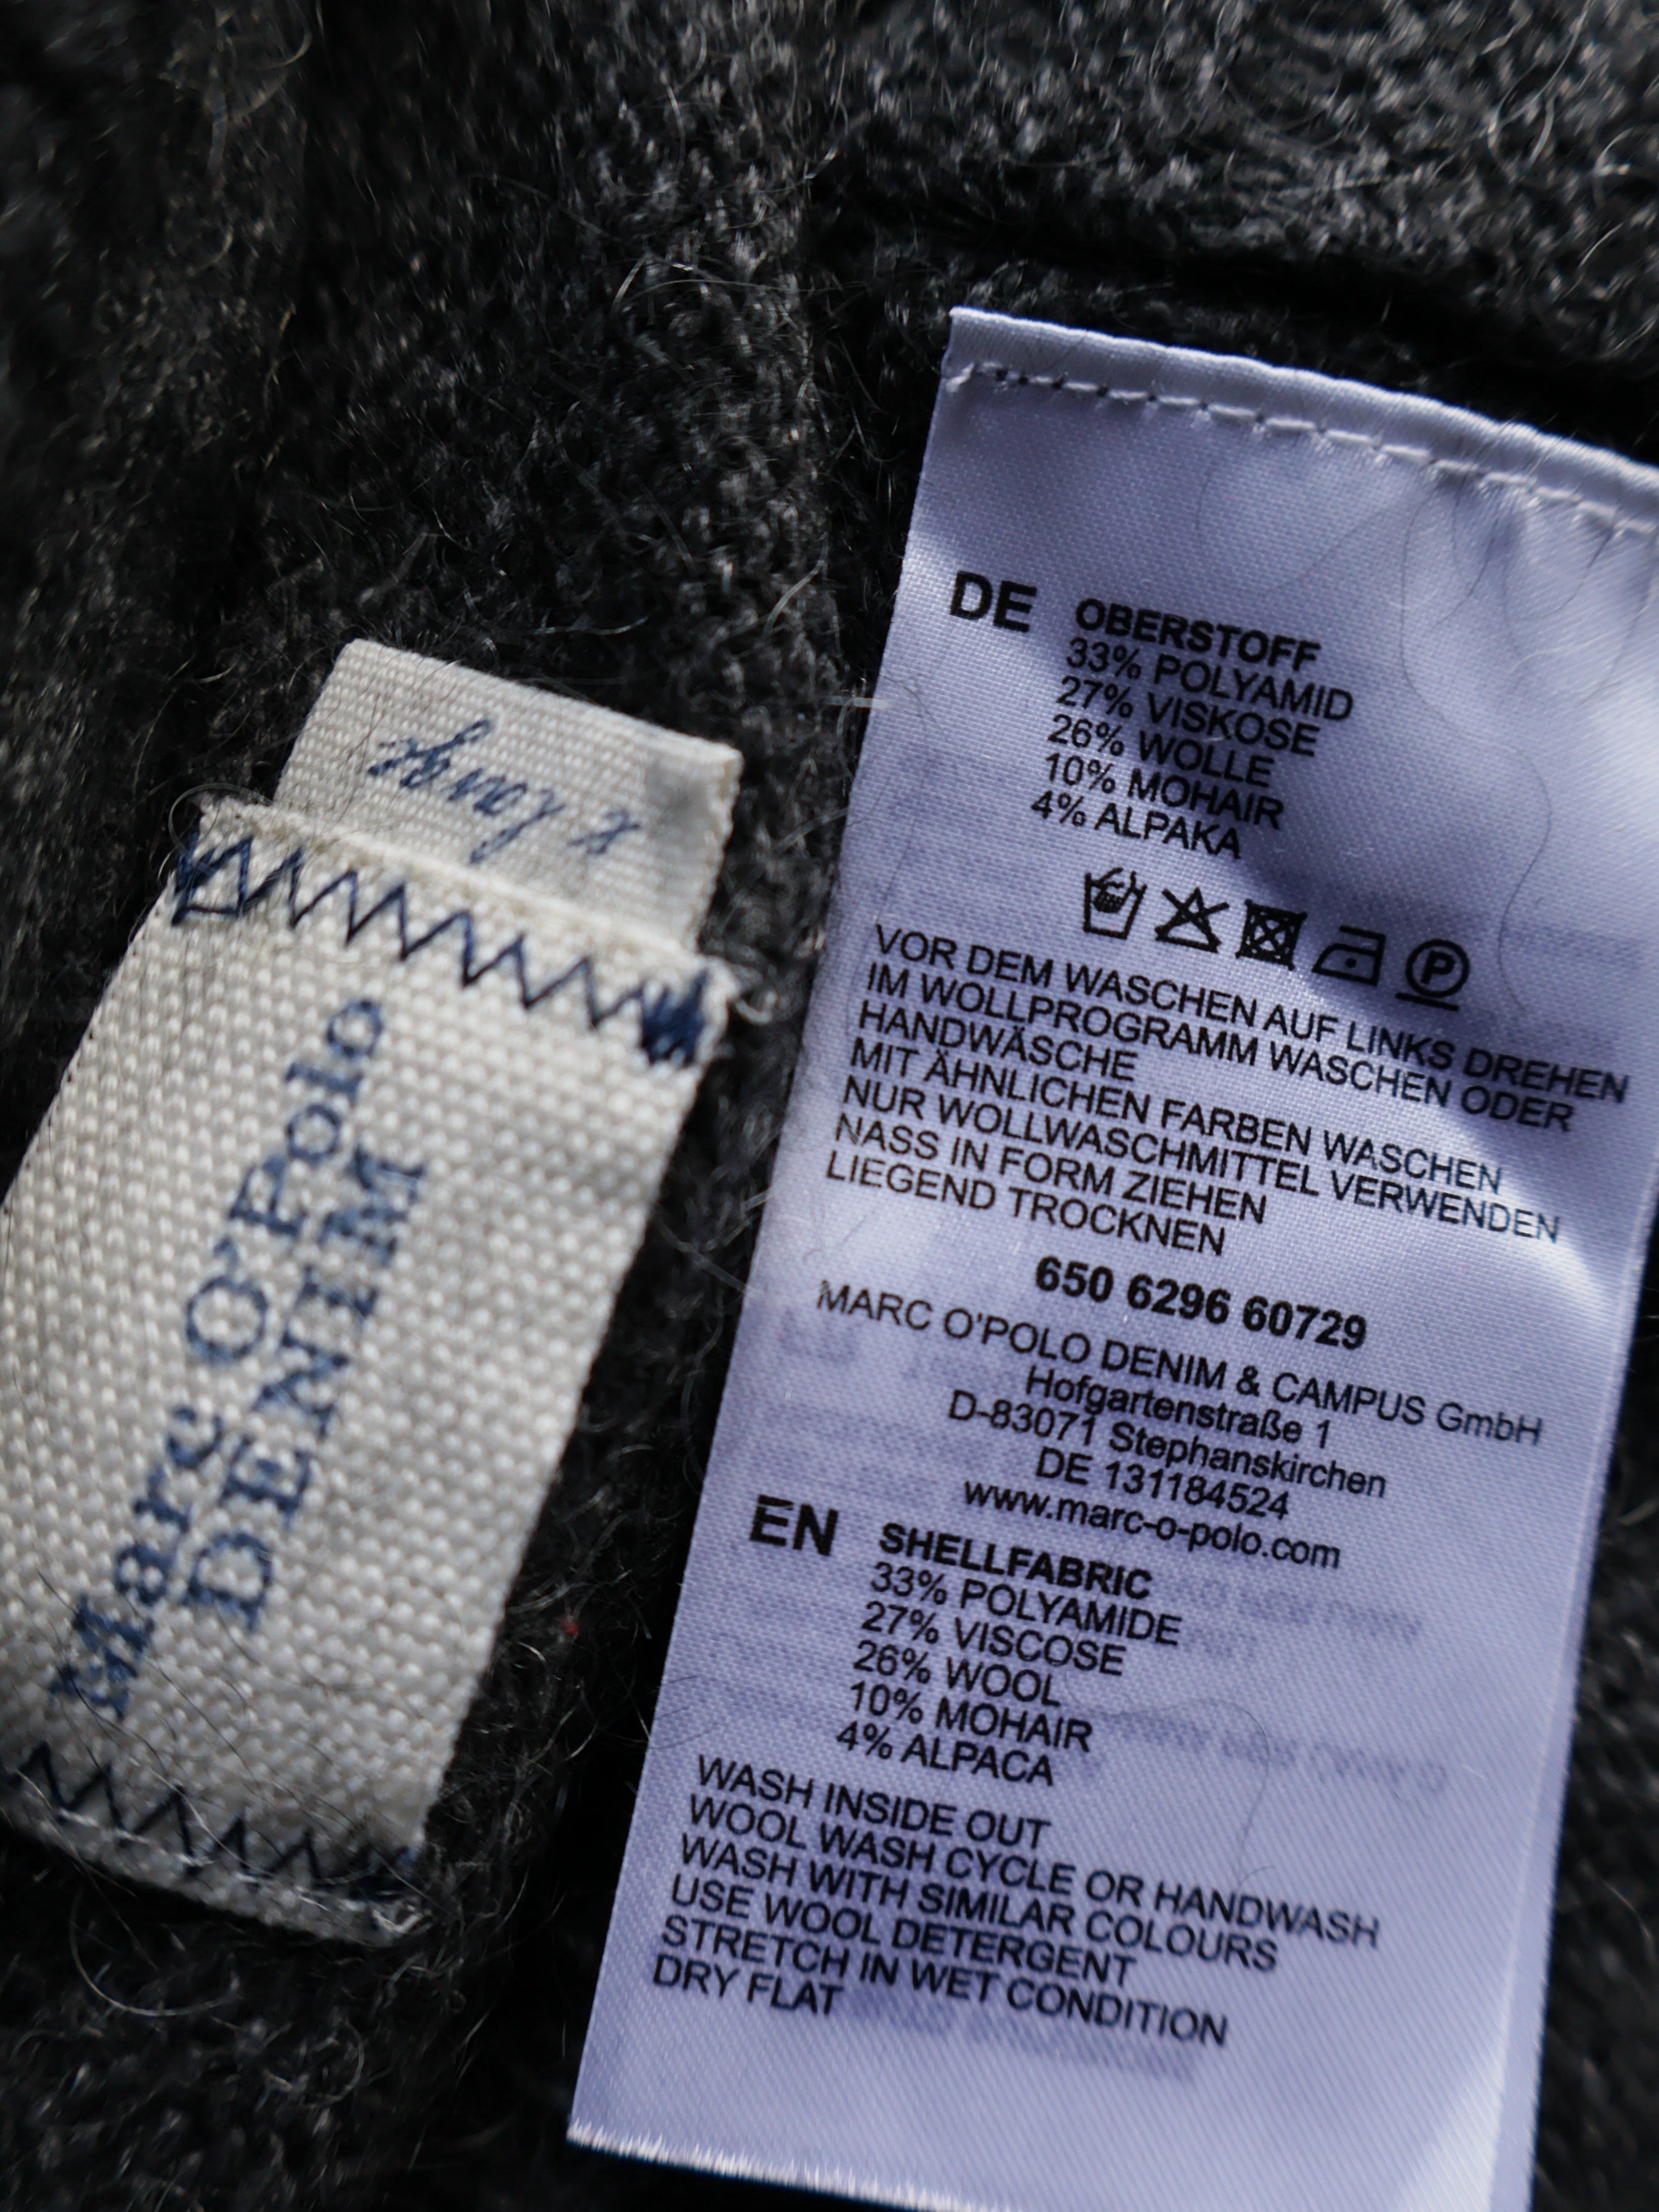 Marc O'Polo
DENIM
DE OBERSTOFF
33% POLYAMID
27% VISKOSE
26% WOLLE
10% MOHAIR
4% ALPAKA
P
VOR DEM WASCHEN AUF LINKS DREHEN
IM WOLLPROGRAMM WASCHEN ODER
HANDWÄSCHE
MIT ÄHNLICHEN FARBEN WASCHEN
NUR WOLLWASCHMITTEL VERWENDEN
NASS IN FORM ZIEHEN
LIEGEND TROCKNEN
650 6296 60729
MARC O'POLO DENIM & CAMPUS GmbH
Hofgartenstraße 1
D-83071 Stephanskirchen
DE 131184524
www.marc-o-polo.com
EN SHELLFABRIC
33% POLYAMIDE
27% VISCOSE
26% WOOL
10% MOHAIR
4% ALPACA
WASH INSIDE OUT
WOOL WASH CYCLE OR HANDWASH
WASH WITH SIMILAR COLOURS
USE WOOL DETERGENT
STRETCH IN WET CONDITION
DRY FLAT